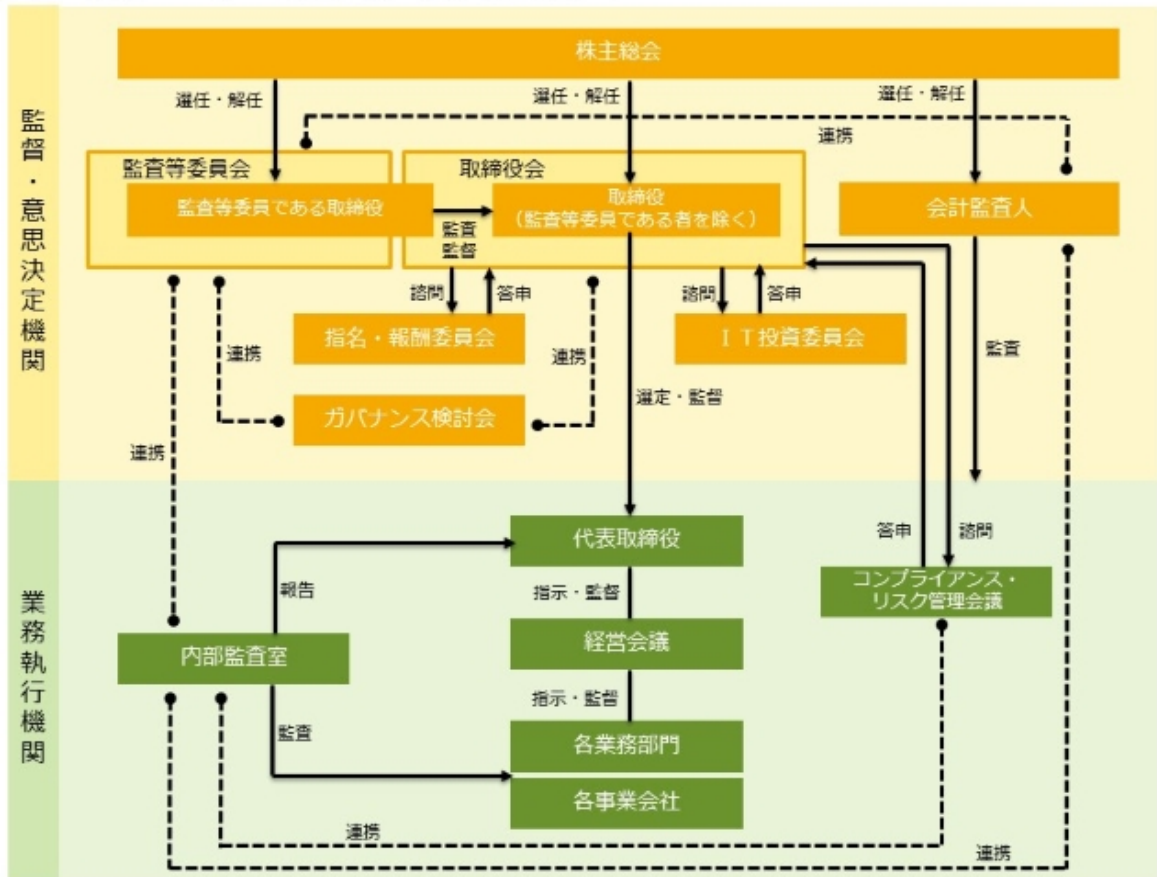 監督・意思決定機関
株主総会
選任・解任
選任・解任
選任・解任
連携
監査等委員会
取締役会
監査等委員である取締役
取締役
(監査等委員である者を除く)
会計監査人
監査
監督
諮問
答申
諮問
答申
指名・報酬委員会
IT投資委員会
連携
連携
監査
選定・監督
ガバナンス検討会
連携
業務執行機関
代表取締役
答申
諮問
コンプライアンス・
リスク管理会議
報告
指示・監督
内部監査室
経営会議
指示・監督
監査
各業務部門
各事業会社
連携
連携